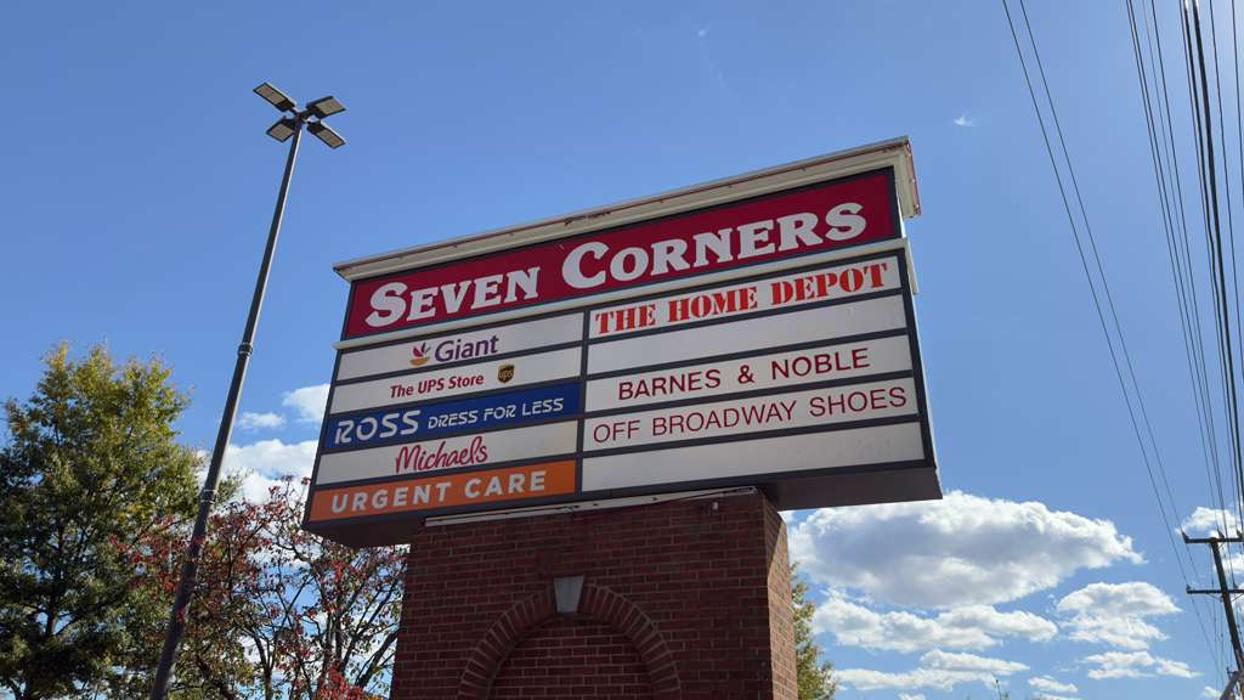 SEVEN CORNERS
Giant
The UPS Store ups
ROSS DRESS FOR LESS
Michaels
URGENT CARE
THE HOME DEPOT
BARNES & NOBLE
OFF BROADWAY SHOES